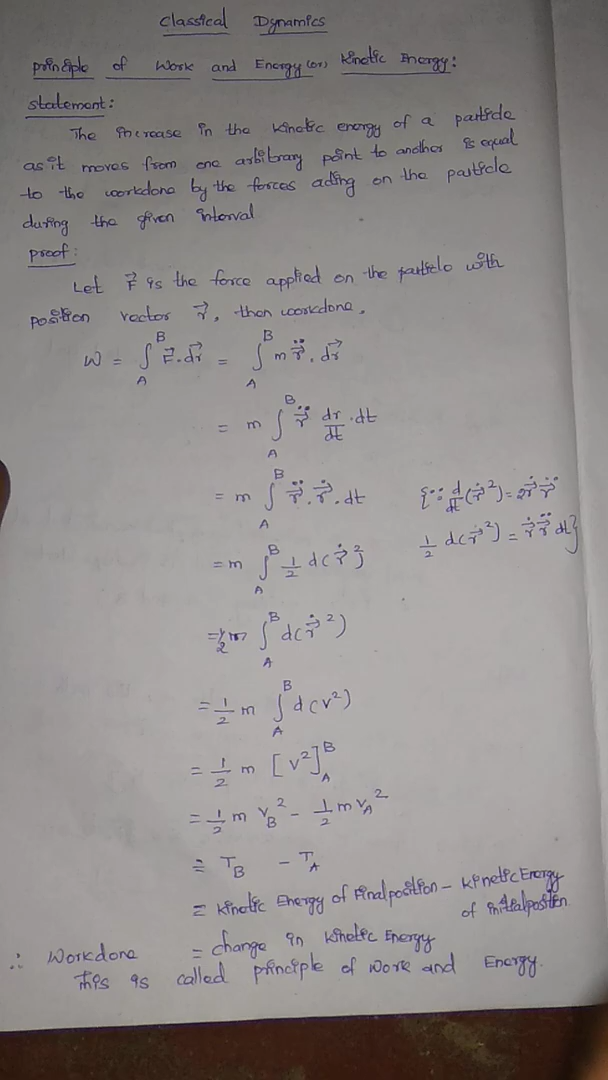 Classical Dynamics
principle of Work and Energy (or) Kinetic Energy:
statement:
The increase in the kinetic energy of a particle
as it moves from one arbitrary point to another is equal
to the workdone by the forces acting on the particle
during the given interval
proof:
Let F⃗ is the force applied on the particle with
position vector r⃗, then workdone,
W = ∫_A^B F⃗.dr⃗ = ∫_A^B m r⃗̈. dr⃗
= m ∫_A^B r⃗̈ dr/dt .dt
= m ∫_A^B r⃗̈. r⃗̇. dt {∵ d/dt (r⃗̇²) = 2r⃗̇ r⃗̈
= m ∫_A^B 1/2 d(r⃗̇)² 1/2 d(r⃗̇²) = r⃗̇ r⃗̈ dt}
= 1/2 m ∫_A^B d(r⃗̇²)
= 1/2 m ∫_A^B d(v²)
= 1/2 m [v²]_A^B
= 1/2 m v_B² - 1/2 m v_A²
= T_B - T_A
= Kinetic Energy of Final position - Kinetic Energy
of initial position.
∴ Workdone = change in Kinetic Energy
This is called principle of Work and Energy.